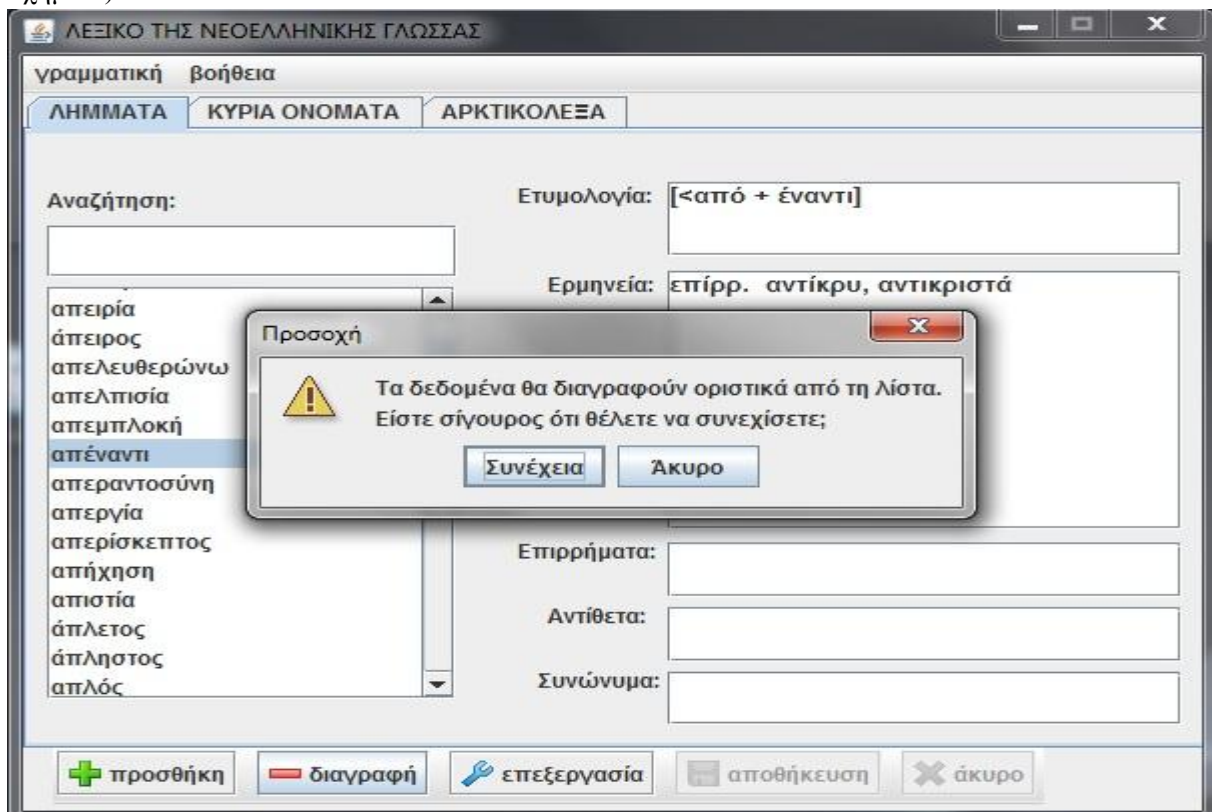 ΛΕΞΙΚΟ ΤΗΣ ΝΕΟΕΛΛΗΝΙΚΗΣ ΓΛΩΣΣΑΣ
γραμματική βοήθεια
ΛΗΜΜΑΤΑ ΚΥΡΙΑ ΟΝΟΜΑΤΑ ΑΡΚΤΙΚΟΛΕΞΑ
Αναζήτηση:
απειρία
άπειρος
απελευθερώνω
απελπισία
απεμπλοκή
απέναντι
απεραντοσύνη
απεργία
απερίσκεπτος
απήχηση
απιστία
άπλετος
άπληστος
απλός
Ετυμολογία: [<από + έναντι]
Ερμηνεία: επίρρ. αντίκρυ, αντικριστά
Προσοχή
Τα δεδομένα θα διαγραφούν οριστικά από τη λίστα.
Είστε σίγουρος ότι θέλετε να συνεχίσετε;
Συνέχεια Άκυρο
Επιρρήματα:
Αντίθετα:
Συνώνυμα:
προσθήκη διαγραφή επεξεργασία αποθήκευση άκυρο